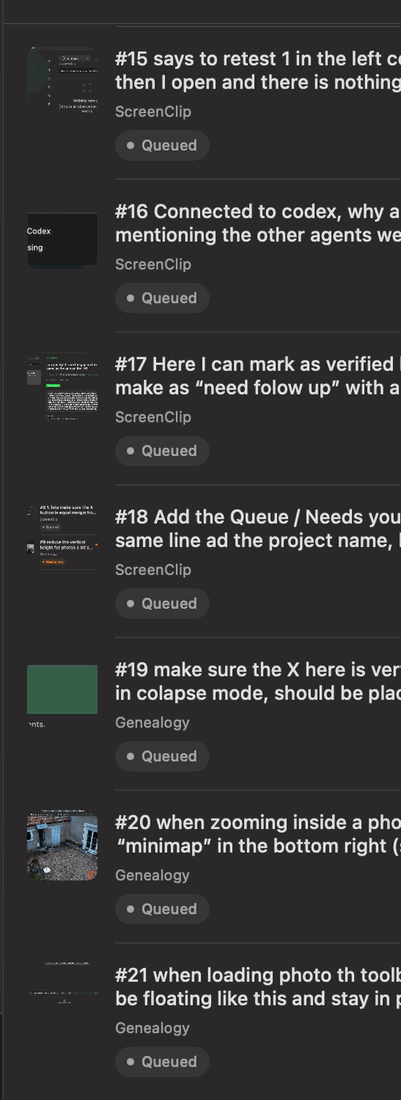 #15 says to retest 1 in the left c
then I open and there is nothing
ScreenClip
Queued
Codex
sing
#16 Connected to codex, why a
mentioning the other agents we
ScreenClip
Queued
#17 Here I can mark as verified
make as “need folow up” with a
ScreenClip
Queued
#18 Add the Queue / Needs you
same line ad the project name,
ScreenClip
Queued
#19 make sure the X here is ver
in colapse mode, should be plac
Genealogy
ents.
Queued
#20 when zooming inside a pho
“minimap” in the bottom right (s
Genealogy
Queued
#21 when loading photo th toolb
be floating like this and stay in p
Genealogy
Queued